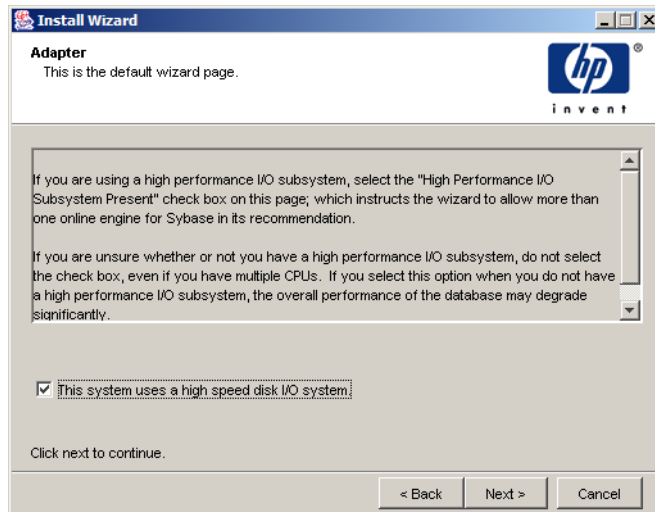 Install Wizard
Adapter
This is the default wizard page.
hp
®
invent
If you are using a high performance I/O subsystem, select the "High Performance I/O
Subsystem Present" check box on this page; which instructs the wizard to allow more than
one online engine for Sybase in its recommendation.
If you are unsure whether or not you have a high performance I/O subsystem, do not select
the check box, even if you have multiple CPUs. If you select this option when you do not have
a high performance I/O subsystem, the overall performance of the database may degrade
significantly.
This system uses a high speed disk I/O system.
Click next to continue.
< Back
Next >
Cancel